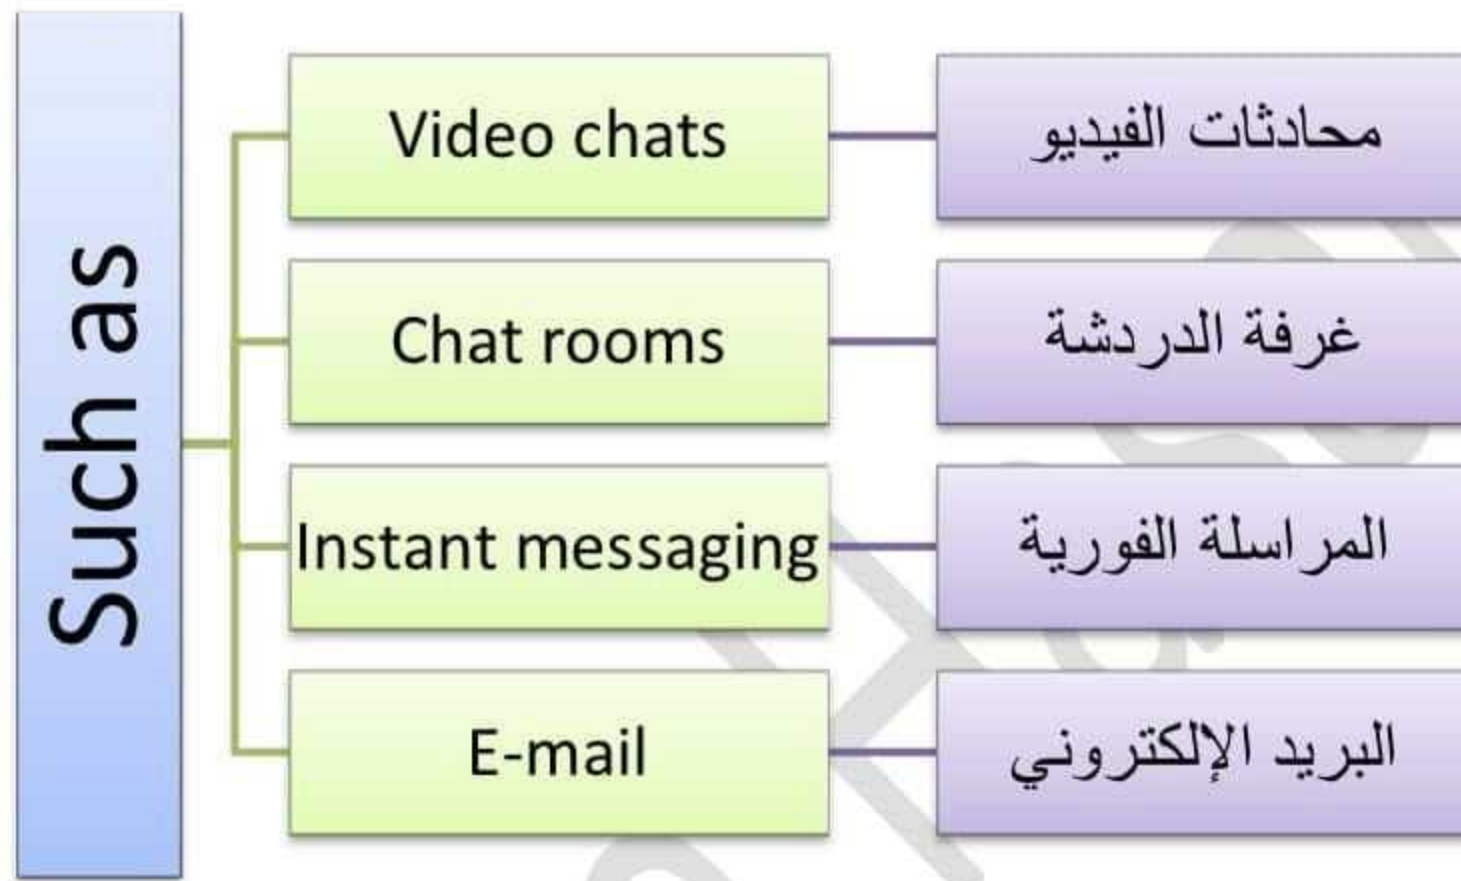 Such as
Video chats
محادثات الفيديو
Chat rooms
غرفة الدردشة
Instant messaging
المراسلة الفورية
E-mail
البريد الإلكتروني